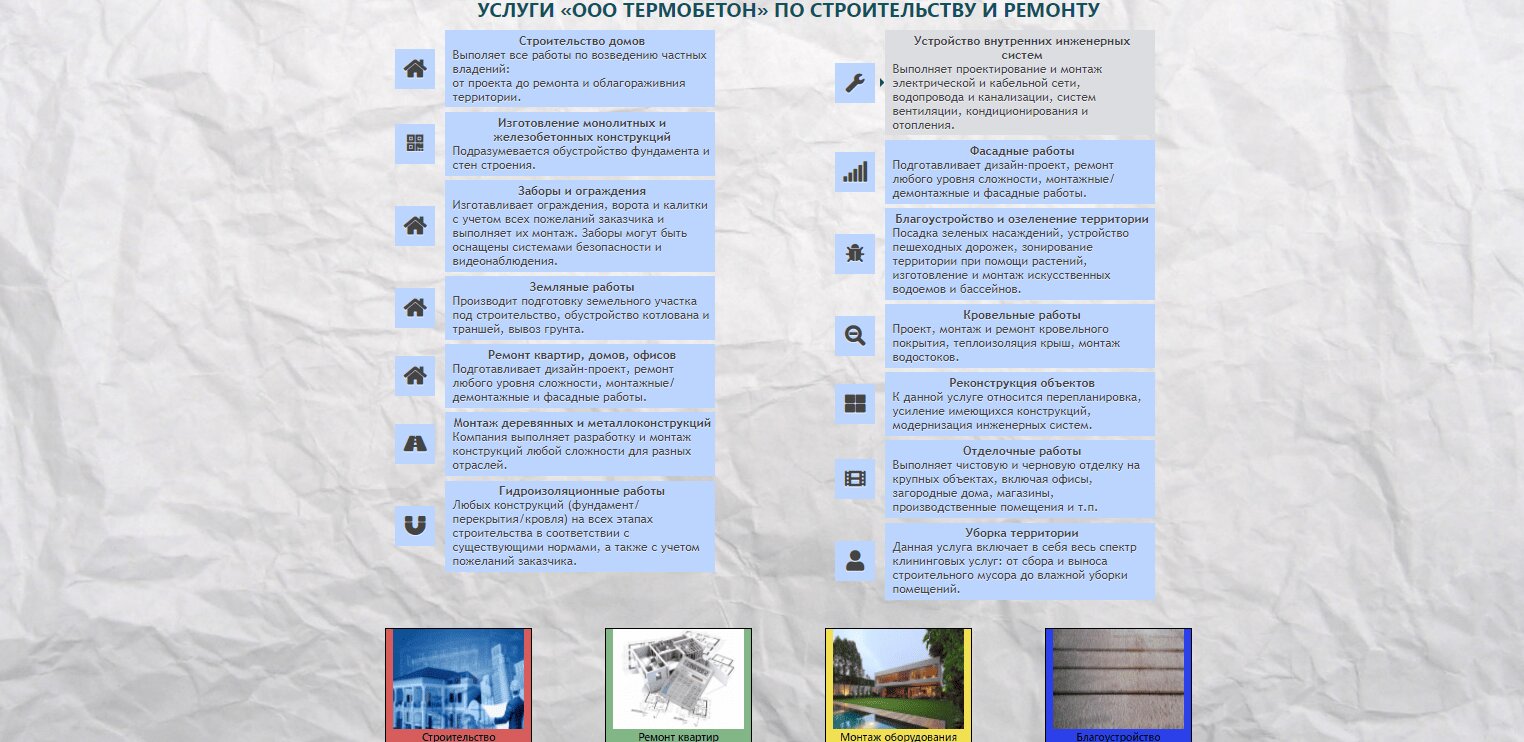 УСЛУГИ «ООО ТЕРМОБЕТОН» ПО СТРОИТЕЛЬСТВУ И РЕМОНТУ
Строительство домов
Выполяет все работы по возведению частных
владений:
от проекта до ремонта и облагораживния
территории.
Изготовление монолитных и
железобетонных конструкций
Подразумевается обустройство фундамента и
стен строения.
Заборы и ограждения
Изготавливает ограждения, ворота и калитки
с учетом всех пожеланий заказчика и
выполняет их монтаж. Заборы могут быть
оснащены системами безопасности и
видеонаблюдения.
Земляные работы
Производит подготовку земельного участка
под строительство, обустройство котлована и
траншей, вывоз грунта.
Ремонт квартир, домов, офисов
Подготавливает дизайн-проект, ремонт
любого уровня сложности, монтажные/
демонтажные и фасадные работы.
Монтаж деревянных и металлоконструкций
Компания выполняет разработку и монтаж
конструкций любой сложности для разных
отраслей.
Гидроизоляционные работы
Любых конструкций (фундамент/
перекрытия/кровля) на всех этапах
строительства в соответствии с
существующими нормами, а также с учетом
пожеланий заказчика.
Устройство внутренних инженерных
систем
Выполняет проектирование и монтаж
электрической и кабельной сети,
водопровода и канализации, систем
вентиляции, кондиционирования и
отопления.
Фасадные работы
Подготавливает дизайн-проект, ремонт
любого уровня сложности, монтажные/
демонтажные и фасадные работы.
Благоустройство и озеленение территории
Посадка зеленых насаждений, устройство
пешеходных дорожек, зонирование
территории при помощи растений,
изготовление и монтаж искусственных
водоемов и бассейнов.
Кровельные работы
Проект, монтаж и ремонт кровельного
покрытия, теплоизоляция крыш, монтаж
водостоков.
Реконструкция объектов
К данной услуге относится перепланировка,
усиление имеющихся конструкций,
модернизация инженерных систем.
Отделочные работы
Выполняет чистовую и черновую отделку на
крупных объектах, включая офисы,
загородные дома, магазины,
производственные помещения и т.п.
Уборка территории
Данная услуга включает в себя весь спектр
клининговых услуг: от сбора и выноса
строительного мусора до влажной уборки
помещений.
Строительство
Ремонт квартир
Монтаж оборудования
Благоустройство